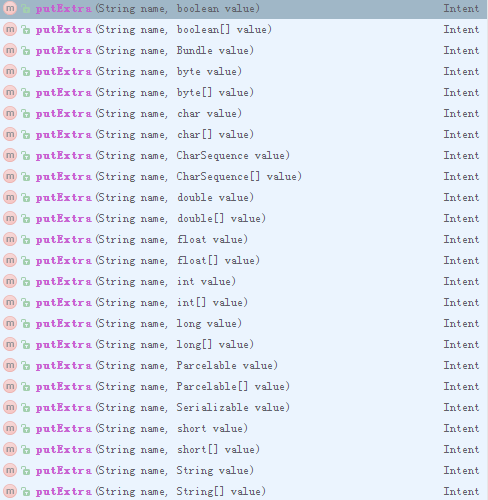 m putExtra(String name, boolean value) Intent
m putExtra(String name, boolean[] value) Intent
m putExtra(String name, Bundle value) Intent
m putExtra(String name, byte value) Intent
m putExtra(String name, byte[] value) Intent
m putExtra(String name, char value) Intent
m putExtra(String name, char[] value) Intent
m putExtra(String name, CharSequence value) Intent
m putExtra(String name, CharSequence[] value) Intent
m putExtra(String name, double value) Intent
m putExtra(String name, double[] value) Intent
m putExtra(String name, float value) Intent
m putExtra(String name, float[] value) Intent
m putExtra(String name, int value) Intent
m putExtra(String name, int[] value) Intent
m putExtra(String name, long value) Intent
m putExtra(String name, long[] value) Intent
m putExtra(String name, Parcelable value) Intent
m putExtra(String name, Parcelable[] value) Intent
m putExtra(String name, Serializable value) Intent
m putExtra(String name, short value) Intent
m putExtra(String name, short[] value) Intent
m putExtra(String name, String value) Intent
m putExtra(String name, String[] value) Intent